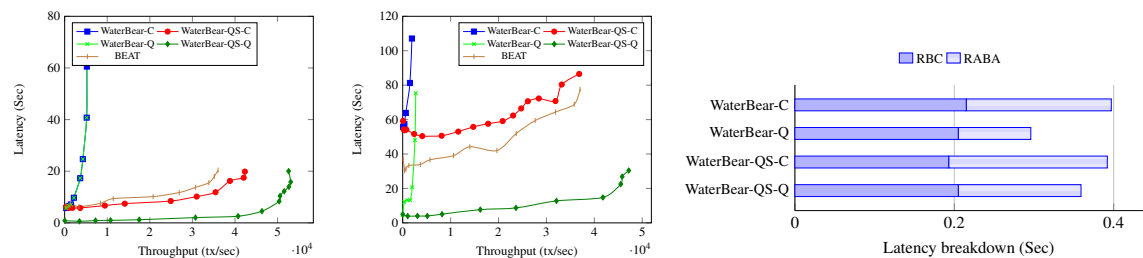 80
60
40
20
0
Latency (Sec)
WaterBear-C WaterBear-QS-C
WaterBear-Q WaterBear-QS-Q
BEAT
0 1 2 3 4 5
·10^4
Throughput (tx/sec)
120
100
80
60
40
20
0
Latency (Sec)
WaterBear-C WaterBear-QS-C
WaterBear-Q WaterBear-QS-Q
BEAT
0 1 2 3 4 5
·10^4
Throughput (tx/sec)
RBC RABA
WaterBear-C
WaterBear-Q
WaterBear-QS-C
WaterBear-QS-Q
0 0.2 0.4
Latency breakdown (Sec)